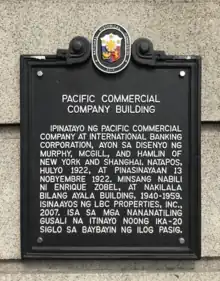 PACIFIC COMMERCIAL
COMPANY BUILDING
IPINATAYO NG PACIFIC COMMERCIAL
COMPANY AT INTERNATIONAL BANKING
CORPORATION, AYON SA DISENYO NG
MURPHY, MCGILL, AND HAMLIN OF
NEW YORK AND SHANGHAI, NATAPOS,
HULYO 1922, AT PINASINAYAAN 13
NOBYEMBRE 1922. MINSANG NABILI
NI ENRIQUE ZOBEL, AT NAKILALA
BILANG AYALA BUILDING, 1940-1959.
ISINAAYOS NG LBC PROPERTIES, INC.,
2007. ISA SA MGA NANANATILING
GUSALI NA ITINAYO NOONG IKA-20
SIGLO SA BAYBAYIN NG ILOG PASIG.